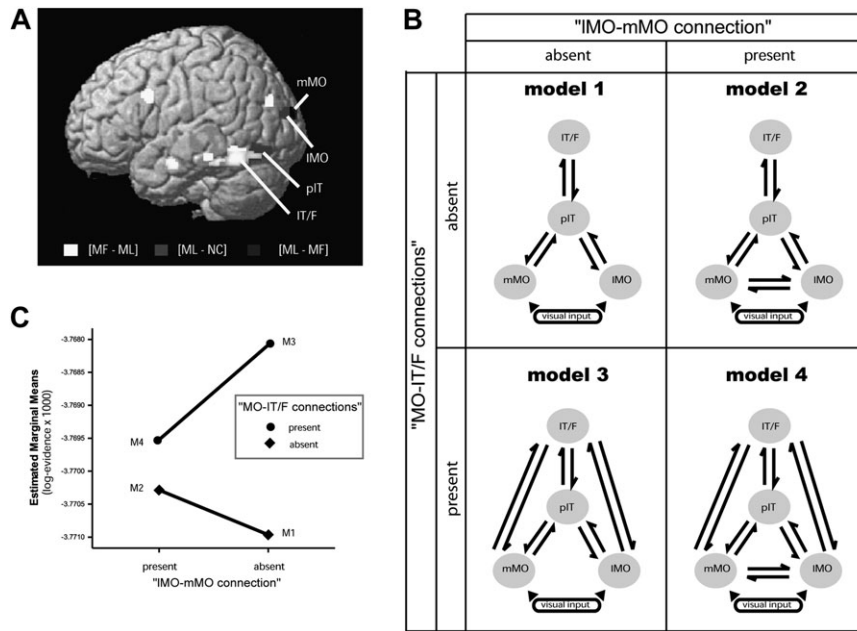 A
mMO
lMO
pIT
IT/F
[MF - ML] [ML - NC] [ML - MF]
B
"lMO-mMO connection"
absent present
"MO-IT/F connections"
absent
model 1
IT/F
pIT
mMO lMO
visual input
model 2
IT/F
pIT
mMO lMO
visual input
present
model 3
IT/F
pIT
mMO lMO
visual input
model 4
IT/F
pIT
mMO lMO
visual input
C
Estimated Marginal Means
(log-evidence x 1000)
-3.7680
-3.7685
-3.7690
-3.7695
-3.7700
-3.7705
-3.7710
M3
M4
M2
M1
"MO-IT/F connections"
present
absent
present absent
"lMO-mMO connection"